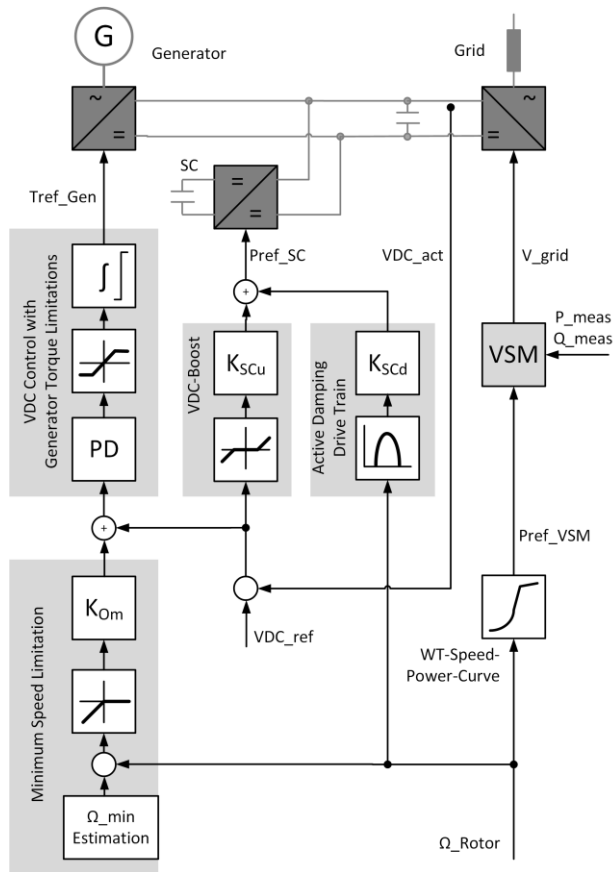 G
Generator
Grid
~
=
~
=
SC
=
=
Tref_Gen
Pref_SC
VDC_act
V_grid
VDC Control with
Generator Torque Limitations
∫
PD
+
VDC-Boost
K_SCu
+
Active Damping
Drive Train
K_SCd
VSM
P_meas
Q_meas
Pref_VSM
VDC_ref
WT-Speed-
Power-Curve
Minimum Speed Limitation
K_Om
Ω_min
Estimation
Ω_Rotor